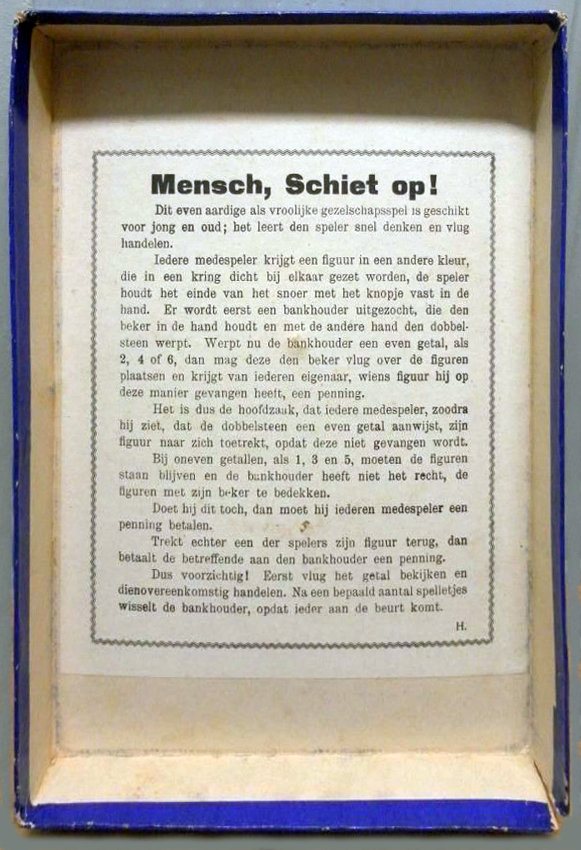 Mensch, Schiet op!
Dit even aardige als vroolijke gezelschapsspel is geschikt
voor jong en oud; het leert den speler snel denken en vlug
handelen.
Iedere medespeler krijgt een figuur in een andere kleur,
die in een kring dicht bij elkaar gezet worden, de speler
houdt het einde van het snoer met het knopje vast in de
hand. Er wordt eerst een bankhouder uitgezocht, die den
beker in de hand houdt en met de andere hand den dobbel-
steen werpt. Werpt nu de bankhouder een even getal, als
2, 4 of 6, dan mag deze den beker vlug over de figuren
plaatsen en krijgt van iederen eigenaar, wiens figuur hij op
deze manier gevangen heeft, een penning.
Het is dus de hoofdzaak, dat iedere medespeler, zoodra
hij ziet, dat de dobbelsteen een even getal aanwijst, zijn
figuur naar zich toetrekt, opdat deze niet gevangen wordt.
Bij oneven getallen, als 1, 3 en 5, moeten de figuren
staan blijven en de bankhouder heeft niet het recht, de
figuren met zijn beker te bedekken.
Doet hij dit toch, dan moet hij iederen medespeler een
penning betalen.
Trekt echter een der spelers zijn figuur terug, dan
betaalt de betreffende aan den bankhouder een penning.
Dus voorzichtig! Eerst vlug het getal bekijken en
dienovereenkomstig handelen. Na een bepaald aantal spelletjes
wisselt de bankhouder, opdat ieder aan de beurt komt.
H.